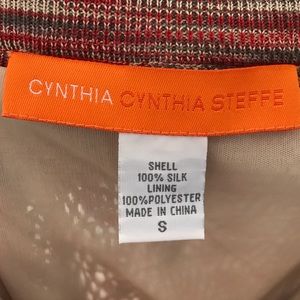 CYNTHIA CYNTHIA STEFFE
SHELL
100% SILK
LINING
100%POLYESTER
MADE IN CHINA
S